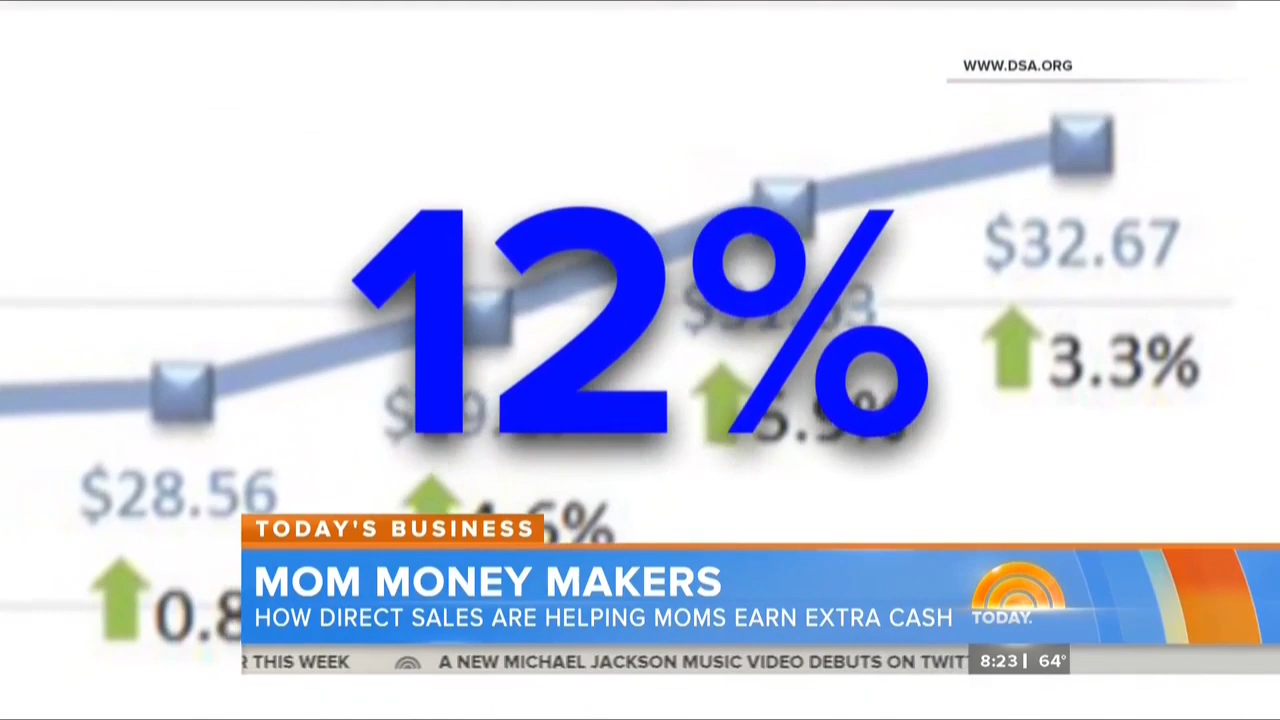 WWW.DSA.ORG
12%
$32.67
3.3%
$28.56
TODAY'S BUSINESS
MOM MONEY MAKERS
HOW DIRECT SALES ARE HELPING MOMS EARN EXTRA CASH
TODAY.
THIS WEEK A NEW MICHAEL JACKSON MUSIC VIDEO DEBUTS ON
8:23 64°